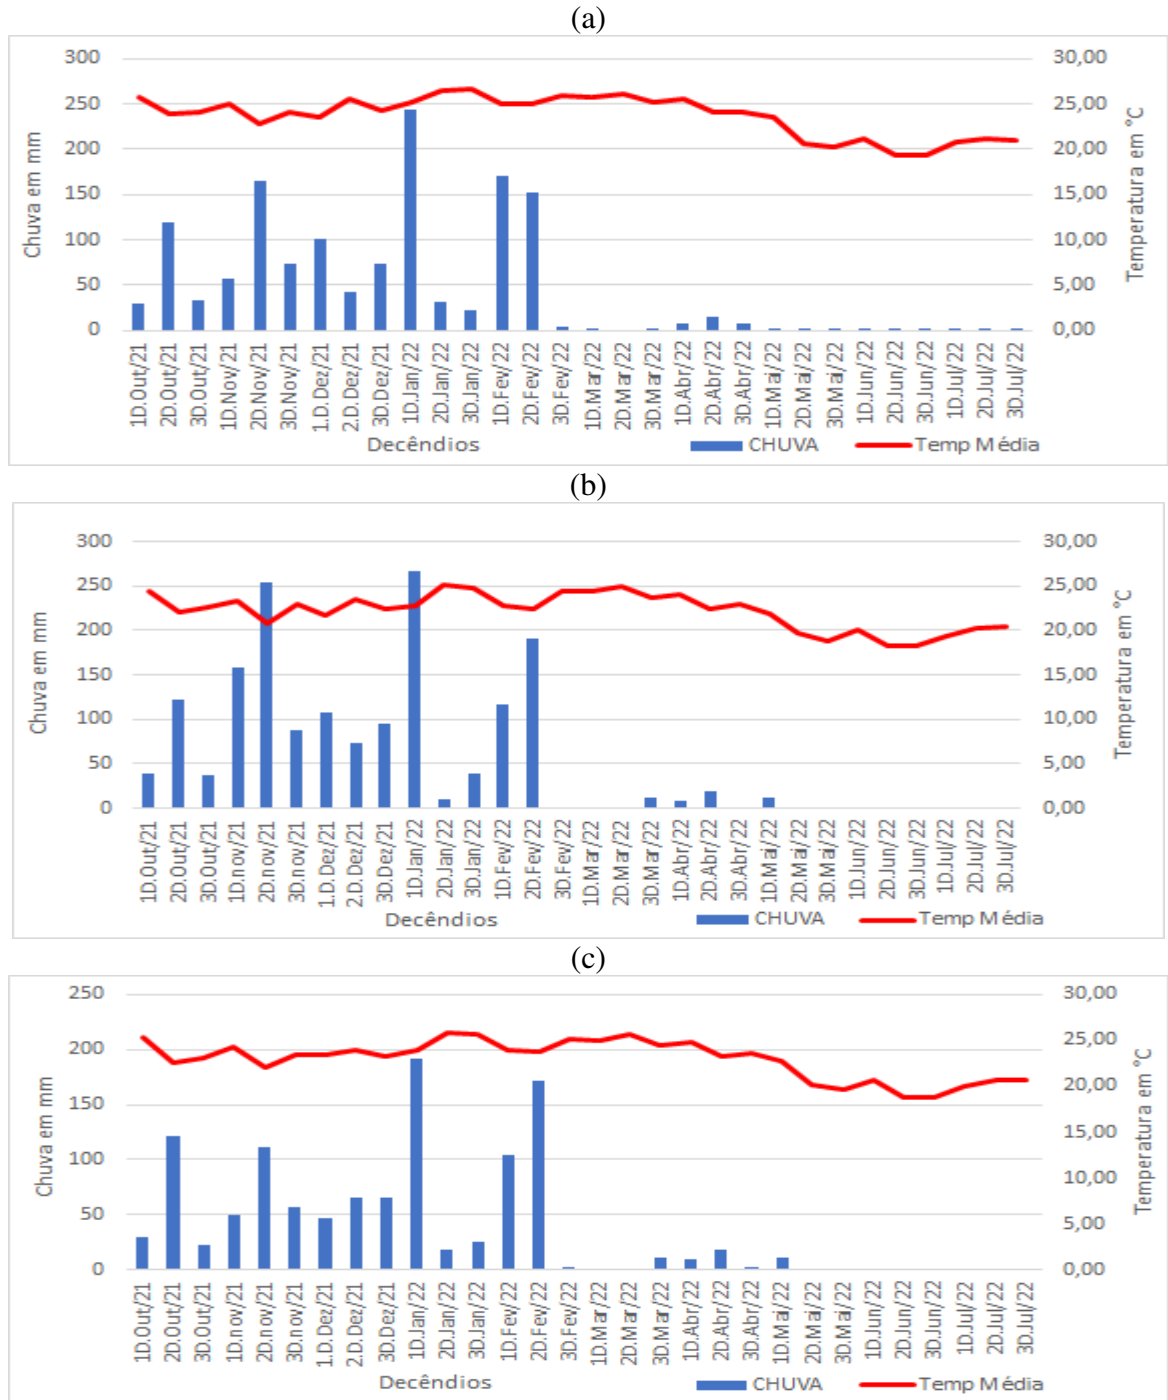 (a)
300
250
200
150
100
50
0
Chuva em mm
30,00
25,00
20,00
15,00
10,00
5,00
0,00
Temperatura em °C
1D.Out/21
2D.Out/21
3D.Out/21
1D.Nov/21
2D.Nov/21
3D.Nov/21
1.D.Dez/21
2.D.Dez/21
3D.Dez/21
1D.Jan/22
2D.Jan/22
3D.Jan/22
1D.Fev/22
2D.Fev/22
3D.Fev/22
1D.Mar/22
2D.Mar/22
3D.Mar/22
1D.Abr/22
2D.Abr/22
3D.Abr/22
1D.Mai/22
2D.Mai/22
3D.Mai/22
1D.Jun/22
2D.Jun/22
3D.Jun/22
1D.Jul/22
2D.Jul/22
3D.Jul/22
Decêndios
CHUVA
Temp Média
(b)
300
250
200
150
100
50
0
Chuva em mm
30,00
25,00
20,00
15,00
10,00
5,00
0,00
Temperatura em °C
1D.Out/21
2D.Out/21
3D.Out/21
1D.nov/21
2D.nov/21
3D.nov/21
1.D.Dez/21
2.D.Dez/21
3D.Dez/21
1D.Jan/22
2D.Jan/22
3D.Jan/22
1D.Fev/22
2D.Fev/22
3D.Fev/22
1D.Mar/22
2D.Mar/22
3D.Mar/22
1D.Abr/22
2D.Abr/22
3D.Abr/22
1D.Mai/22
2D.Mai/22
3D.Mai/22
1D.Jun/22
2D.Jun/22
3D.Jun/22
1D.Jul/22
2D.Jul/22
3D.Jul/22
Decêndios
CHUVA
Temp Média
(c)
250
200
150
100
50
0
Chuva em mm
30,00
25,00
20,00
15,00
10,00
5,00
0,00
Temperatura em °C
1D.Out/21
2D.Out/21
3D.Out/21
1D.nov/21
2D.nov/21
3D.nov/21
1.D.Dez/21
2.D.Dez/21
3D.Dez/21
1D.Jan/22
2D.Jan/22
3D.Jan/22
1D.Fev/22
2D.Fev/22
3D.Fev/22
1D.Mar/22
2D.Mar/22
3D.Mar/22
1D.Abr/22
2D.Abr/22
3D.Abr/22
1D.Mai/22
2D.Mai/22
3D.Mai/22
1D.Jun/22
2D.Jun/22
3D.Jun/22
1D.Jul/22
2D.Jul/22
3D.Jul/22
Decêndios
CHUVA
Temp Média